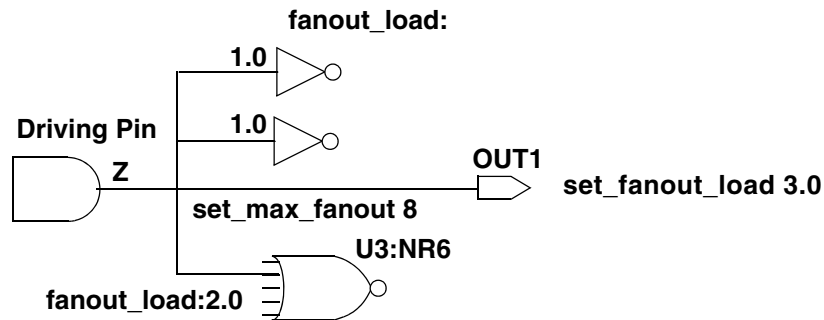 fanout_load:
1.0
1.0
Driving Pin
OUT1
Z
set_fanout_load 3.0
set_max_fanout 8
U3:NR6
fanout_load:2.0